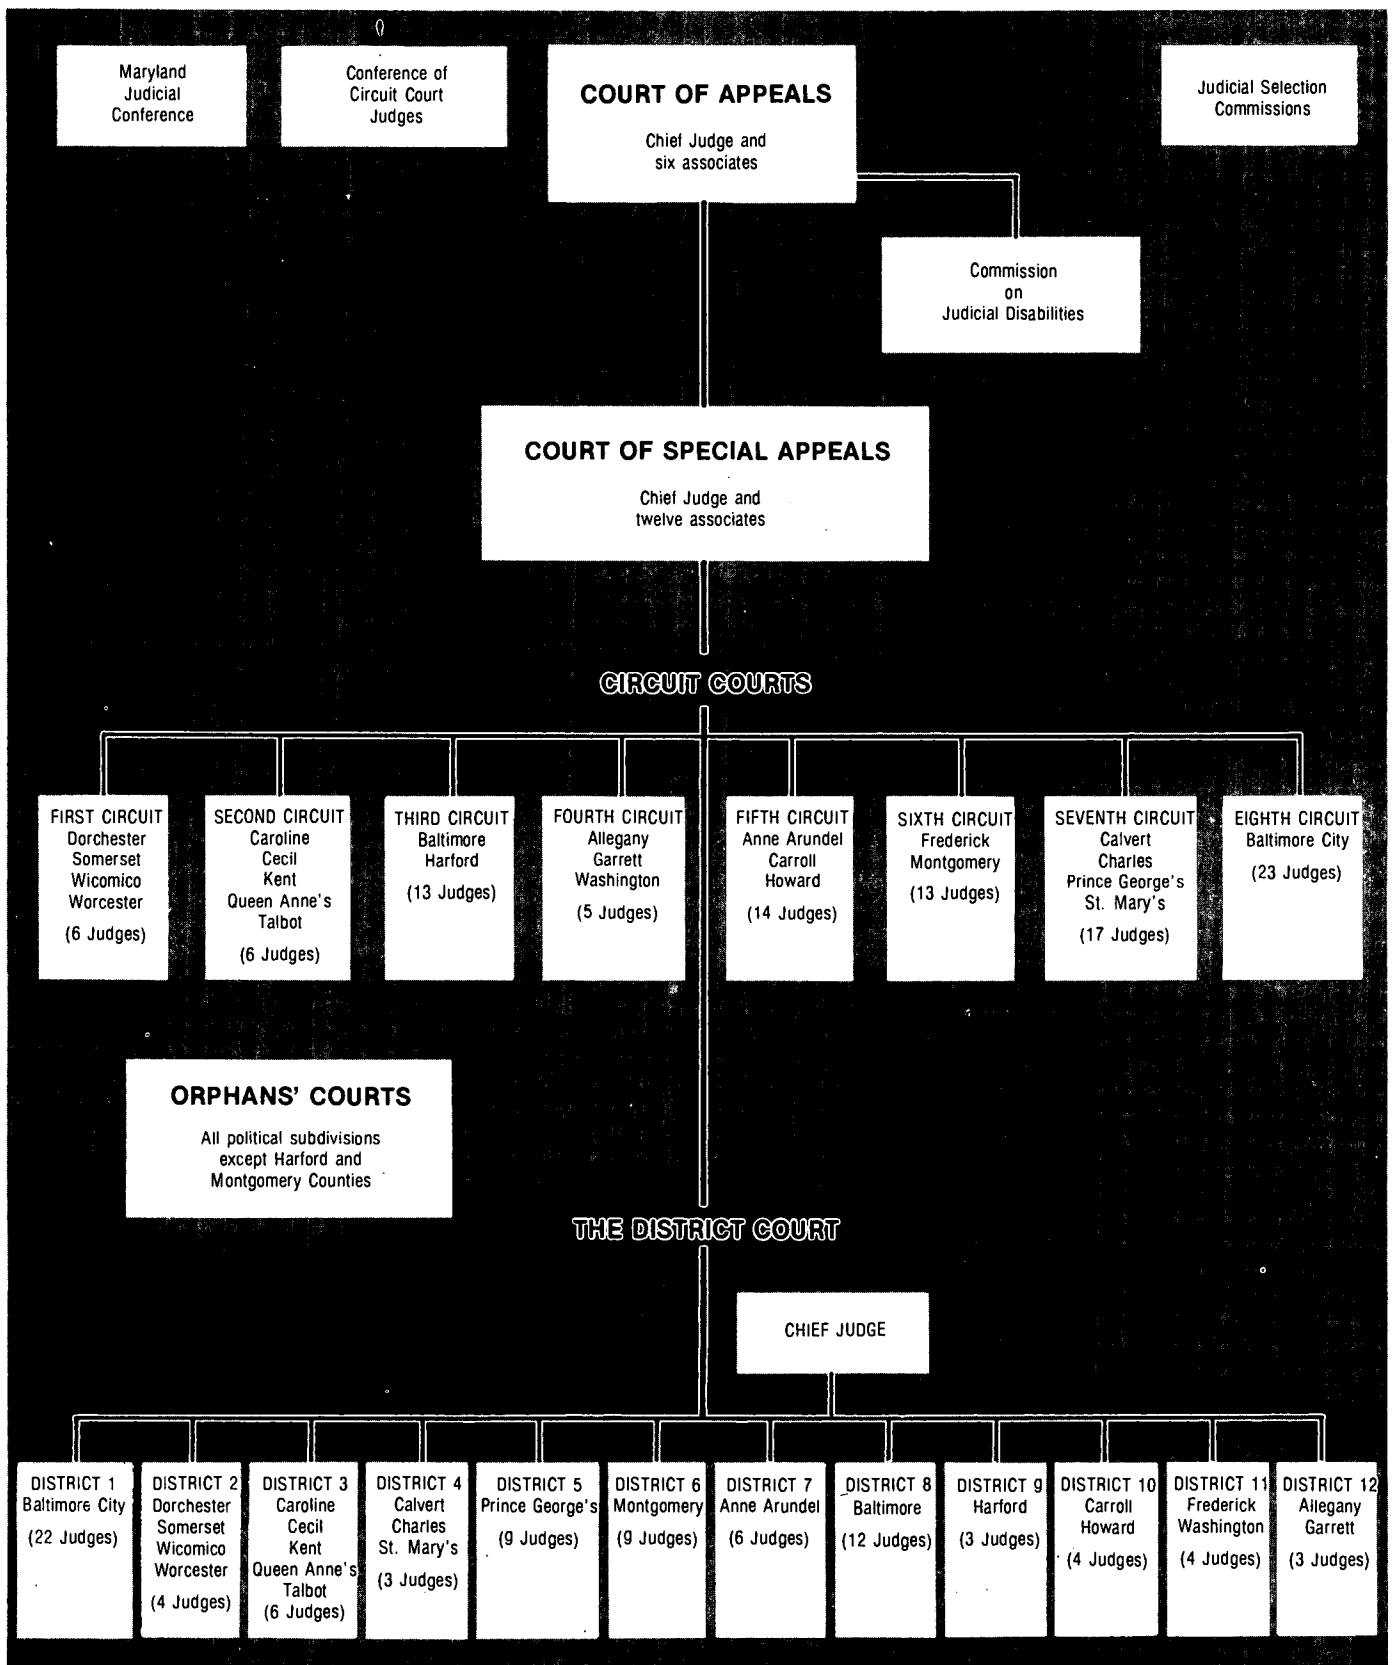 Maryland
Judicial
Conference
Conference of
Circuit Court
Judges
COURT OF APPEALS
Chief Judge and
six associates
Judicial Selection
Commissions
Commission
on
Judicial Disabilities
COURT OF SPECIAL APPEALS
Chief Judge and
twelve associates
CIRCUIT COURTS
FIRST CIRCUIT
Dorchester
Somerset
Wicomico
Worcester
(6 Judges)
SECOND CIRCUIT
Caroline
Cecil
Kent
Queen Anne's
Talbot
(6 Judges)
THIRD CIRCUIT
Baltimore
Harford
(13 Judges)
FOURTH CIRCUIT
Allegany
Garrett
Washington
(5 Judges)
FIFTH CIRCUIT
Anne Arundel
Carroll
Howard
(14 Judges)
SIXTH CIRCUIT
Frederick
Montgomery
(13 Judges)
SEVENTH CIRCUIT
Calvert
Charles
Prince George's
St. Mary's
(17 Judges)
EIGHTH CIRCUIT
Baltimore City
(23 Judges)
ORPHANS' COURTS
All political subdivisions
except Harford and
Montgomery Counties
THE DISTRICT COURT
CHIEF JUDGE
DISTRICT 1
Baltimore City
(22 Judges)
DISTRICT 2
Dorchester
Somerset
Wicomico
Worcester
(4 Judges)
DISTRICT 3
Caroline
Cecil
Kent
Queen Anne's
Talbot
(6 Judges)
DISTRICT 4
Calvert
Charles
St. Mary's
(3 Judges)
DISTRICT 5
Prince George's
(9 Judges)
DISTRICT 6
Montgomery
(9 Judges)
DISTRICT 7
Anne Arundel
(6 Judges)
DISTRICT 8
Baltimore
(12 Judges)
DISTRICT 9
Harford
(3 Judges)
DISTRICT 10
Carroll
Howard
(4 Judges)
DISTRICT 11
Frederick
Washington
(4 Judges)
DISTRICT 12
Allegany
Garrett
(3 Judges)